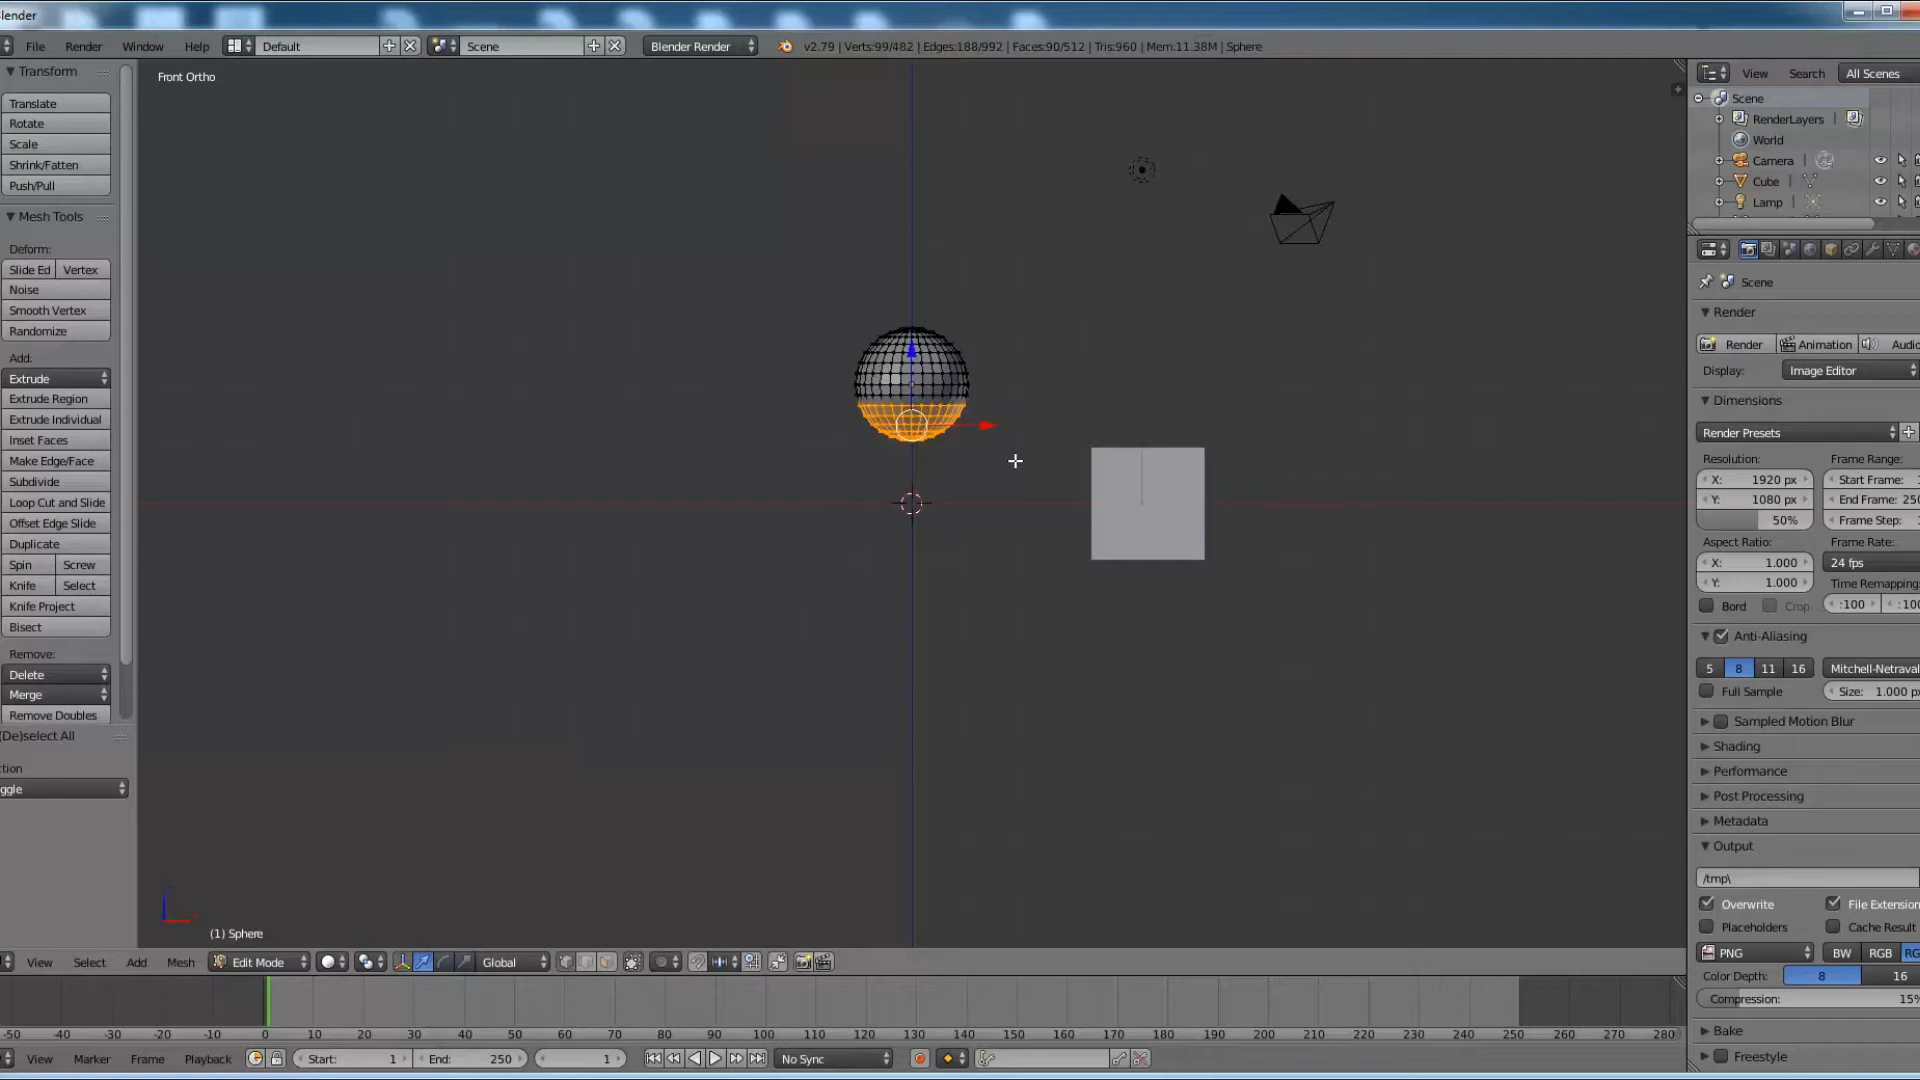 lender
File Render Window Help Default Scene Blender Render v2.79 | Verts:99/482 | Edges:188/992 | Faces:90/512 | Tris:960 | Mem:11.38M | Sphere
Transform
Translate
Rotate
Scale
Shrink/Fatten
Push/Pull
Mesh Tools
Deform:
Slide Ed Vertex
Noise
Smooth Vertex
Randomize
Add:
Extrude
Extrude Region
Extrude Individual
Inset Faces
Make Edge/Face
Subdivide
Loop Cut and Slide
Offset Edge Slide
Duplicate
Spin Screw
Knife Select
Knife Project
Bisect
Remove:
Delete
Merge
Remove Doubles
(De)select All
ction
ggle
Front Ortho
(1) Sphere
View Search All Scenes
Scene
RenderLayers |
World
Camera |
Cube |
Lamp |
Scene
Render
Render Animation Audio
Display: Image Editor
Dimensions
Render Presets
Resolution: Frame Range:
X: 1920 px Start Frame: 1
Y: 1080 px End Frame: 250
50% Frame Step: 1
Aspect Ratio: Frame Rate:
X: 1.000 24 fps
Y: 1.000 Time Remapping:
Bord Crop :100 :100
Anti-Aliasing
5 8 11 16 Mitchell-Netraval
Full Sample Size: 1.000 px
Sampled Motion Blur
Shading
Performance
Post Processing
Metadata
Output
/tmp\
Overwrite File Extension
Placeholders Cache Result
PNG BW RGB RG
Color Depth: 8 16
Compression: 15%
Bake
Freestyle
View Select Add Mesh Edit Mode Global
-50 -40 -30 -20 -10 0 10 20 30 40 50 60 70 80 90 100 110 120 130 140 150 160 170 180 190 200 210 220 230 240 250 260 270 280
View Marker Frame Playback Start: 1 End: 250 1 No Sync